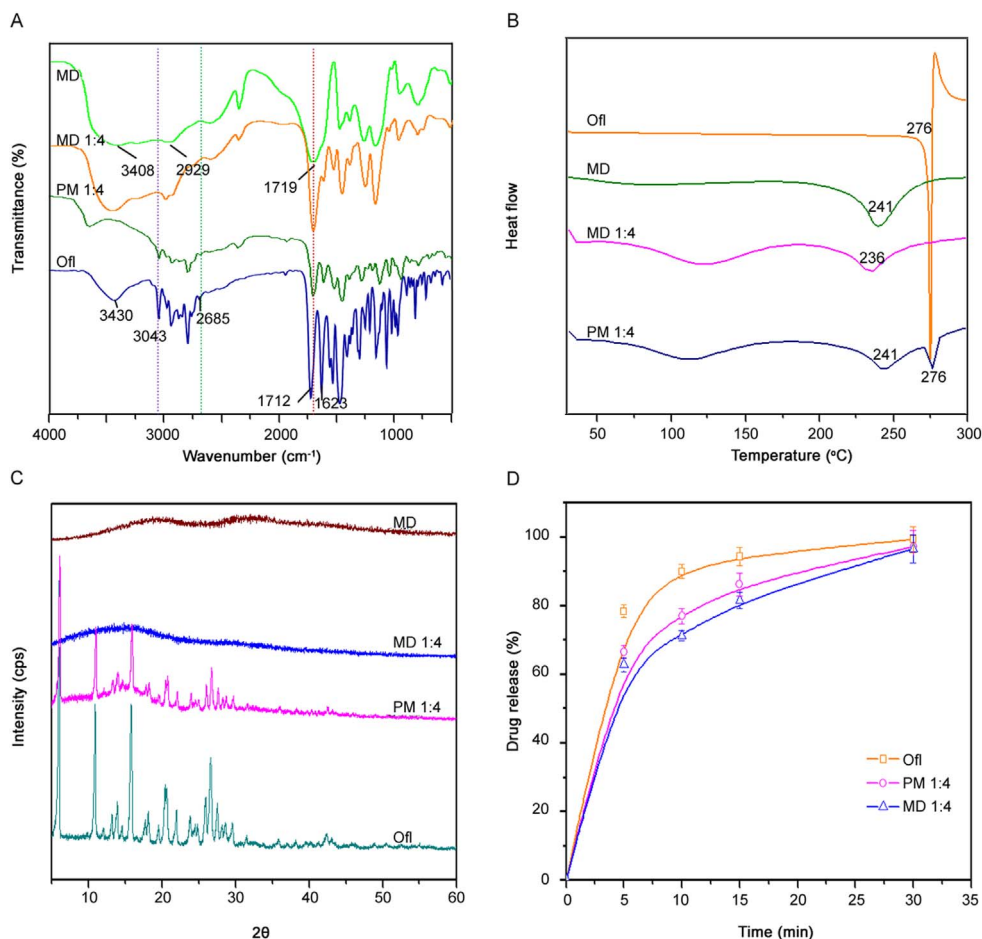 A
MD
MD 1:4
3408
2929
1719
PM 1:4
Ofl
3430
3043
2685
1712
1623
Transmittance (%)
4000 3000 2000 1000
Wavenumber (cm⁻¹)
B
Ofl
276
MD
241
MD 1:4
236
PM 1:4
241
276
Heat flow
50 100 150 200 250 300
Temperature (°C)
C
MD
MD 1:4
PM 1:4
Ofl
Intensity (cps)
10 20 30 40 50 60
2θ
D
100
80
60
40
20
0
Drug release (%)
Ofl
PM 1:4
MD 1:4
0 5 10 15 20 25 30 35
Time (min)